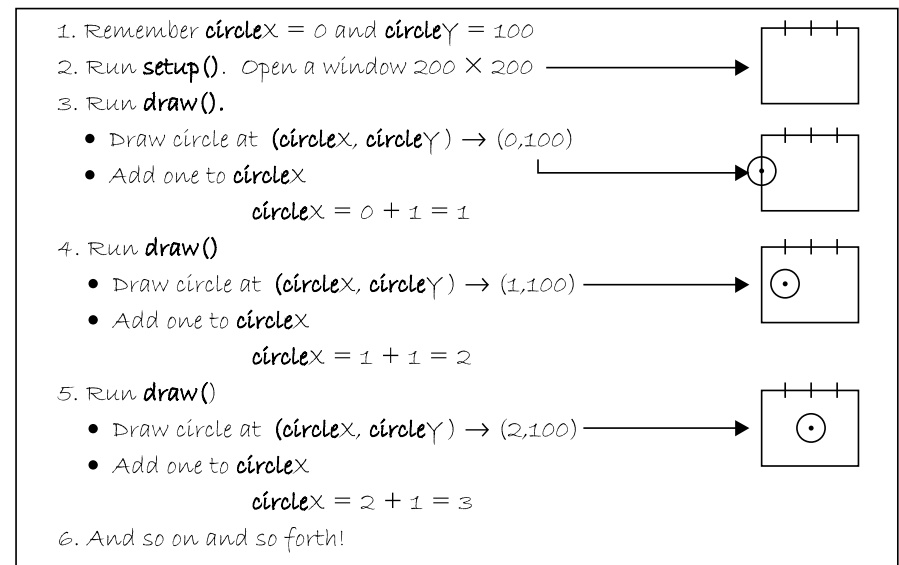 1. Remember circleX = 0 and circleY = 100
2. Run setup(). Open a window 200 × 200
3. Run draw().
• Draw circle at (circleX, circleY) → (0,100)
• Add one to circleX
circleX = 0 + 1 = 1
4. Run draw()
• Draw circle at (circleX, circleY) → (1,100)
• Add one to circleX
circleX = 1 + 1 = 2
5. Run draw()
• Draw circle at (circleX, circleY) → (2,100)
• Add one to circleX
circleX = 2 + 1 = 3
6. And so on and so forth!